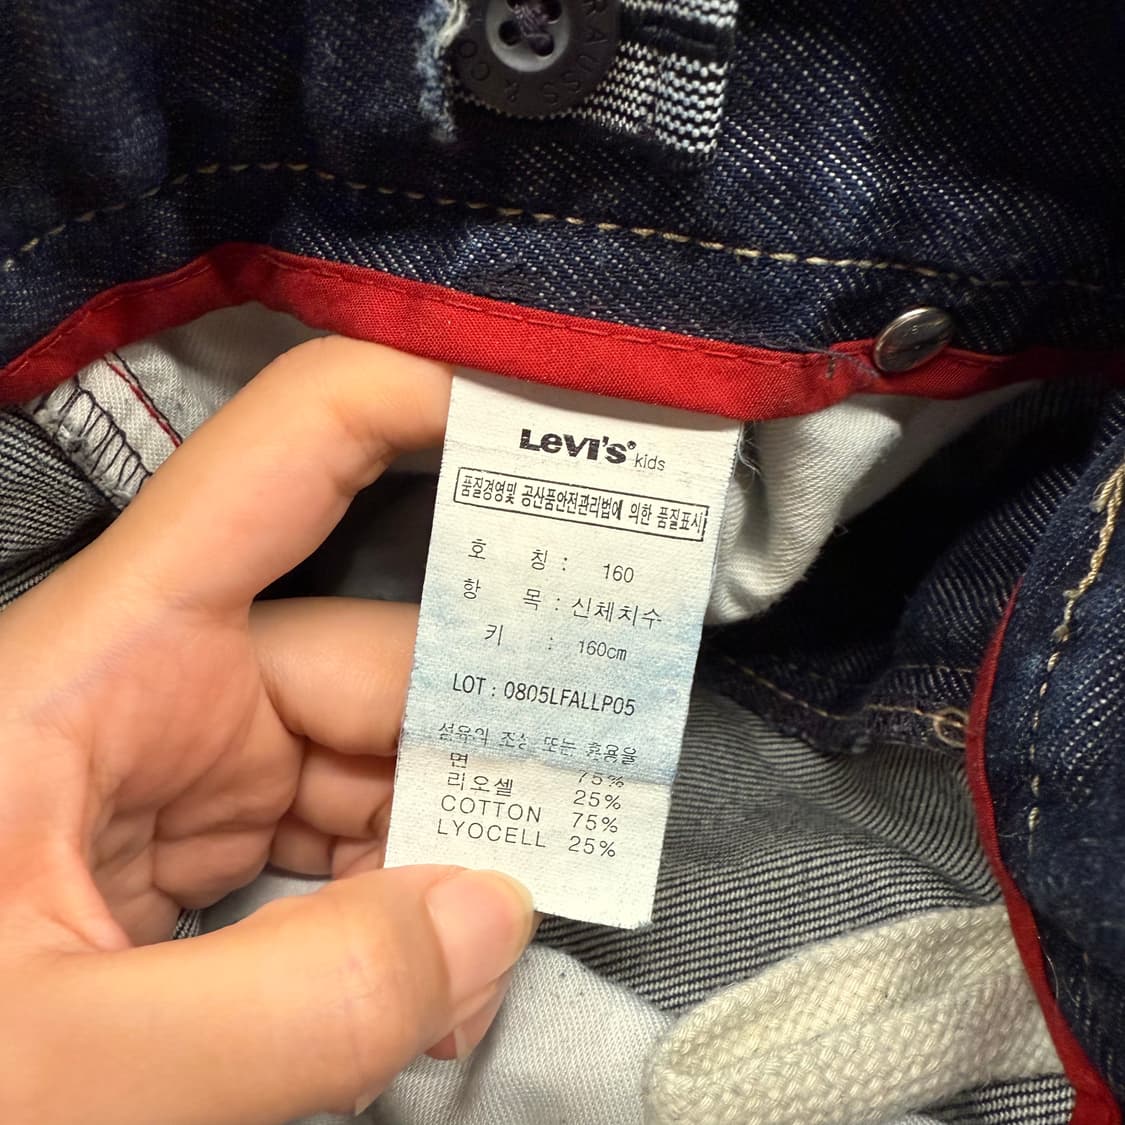 RAUSS & CO
Levi's® kids
품질경영및 공산품안전관리법에 의한 품질표시
호 칭 : 160
항 목 : 신체치수
키 : 160cm
LOT : 0805LFALLP05
섬유의 조성 또는 혼용율
면 75%
리오셀 25%
COTTON 75%
LYOCELL 25%